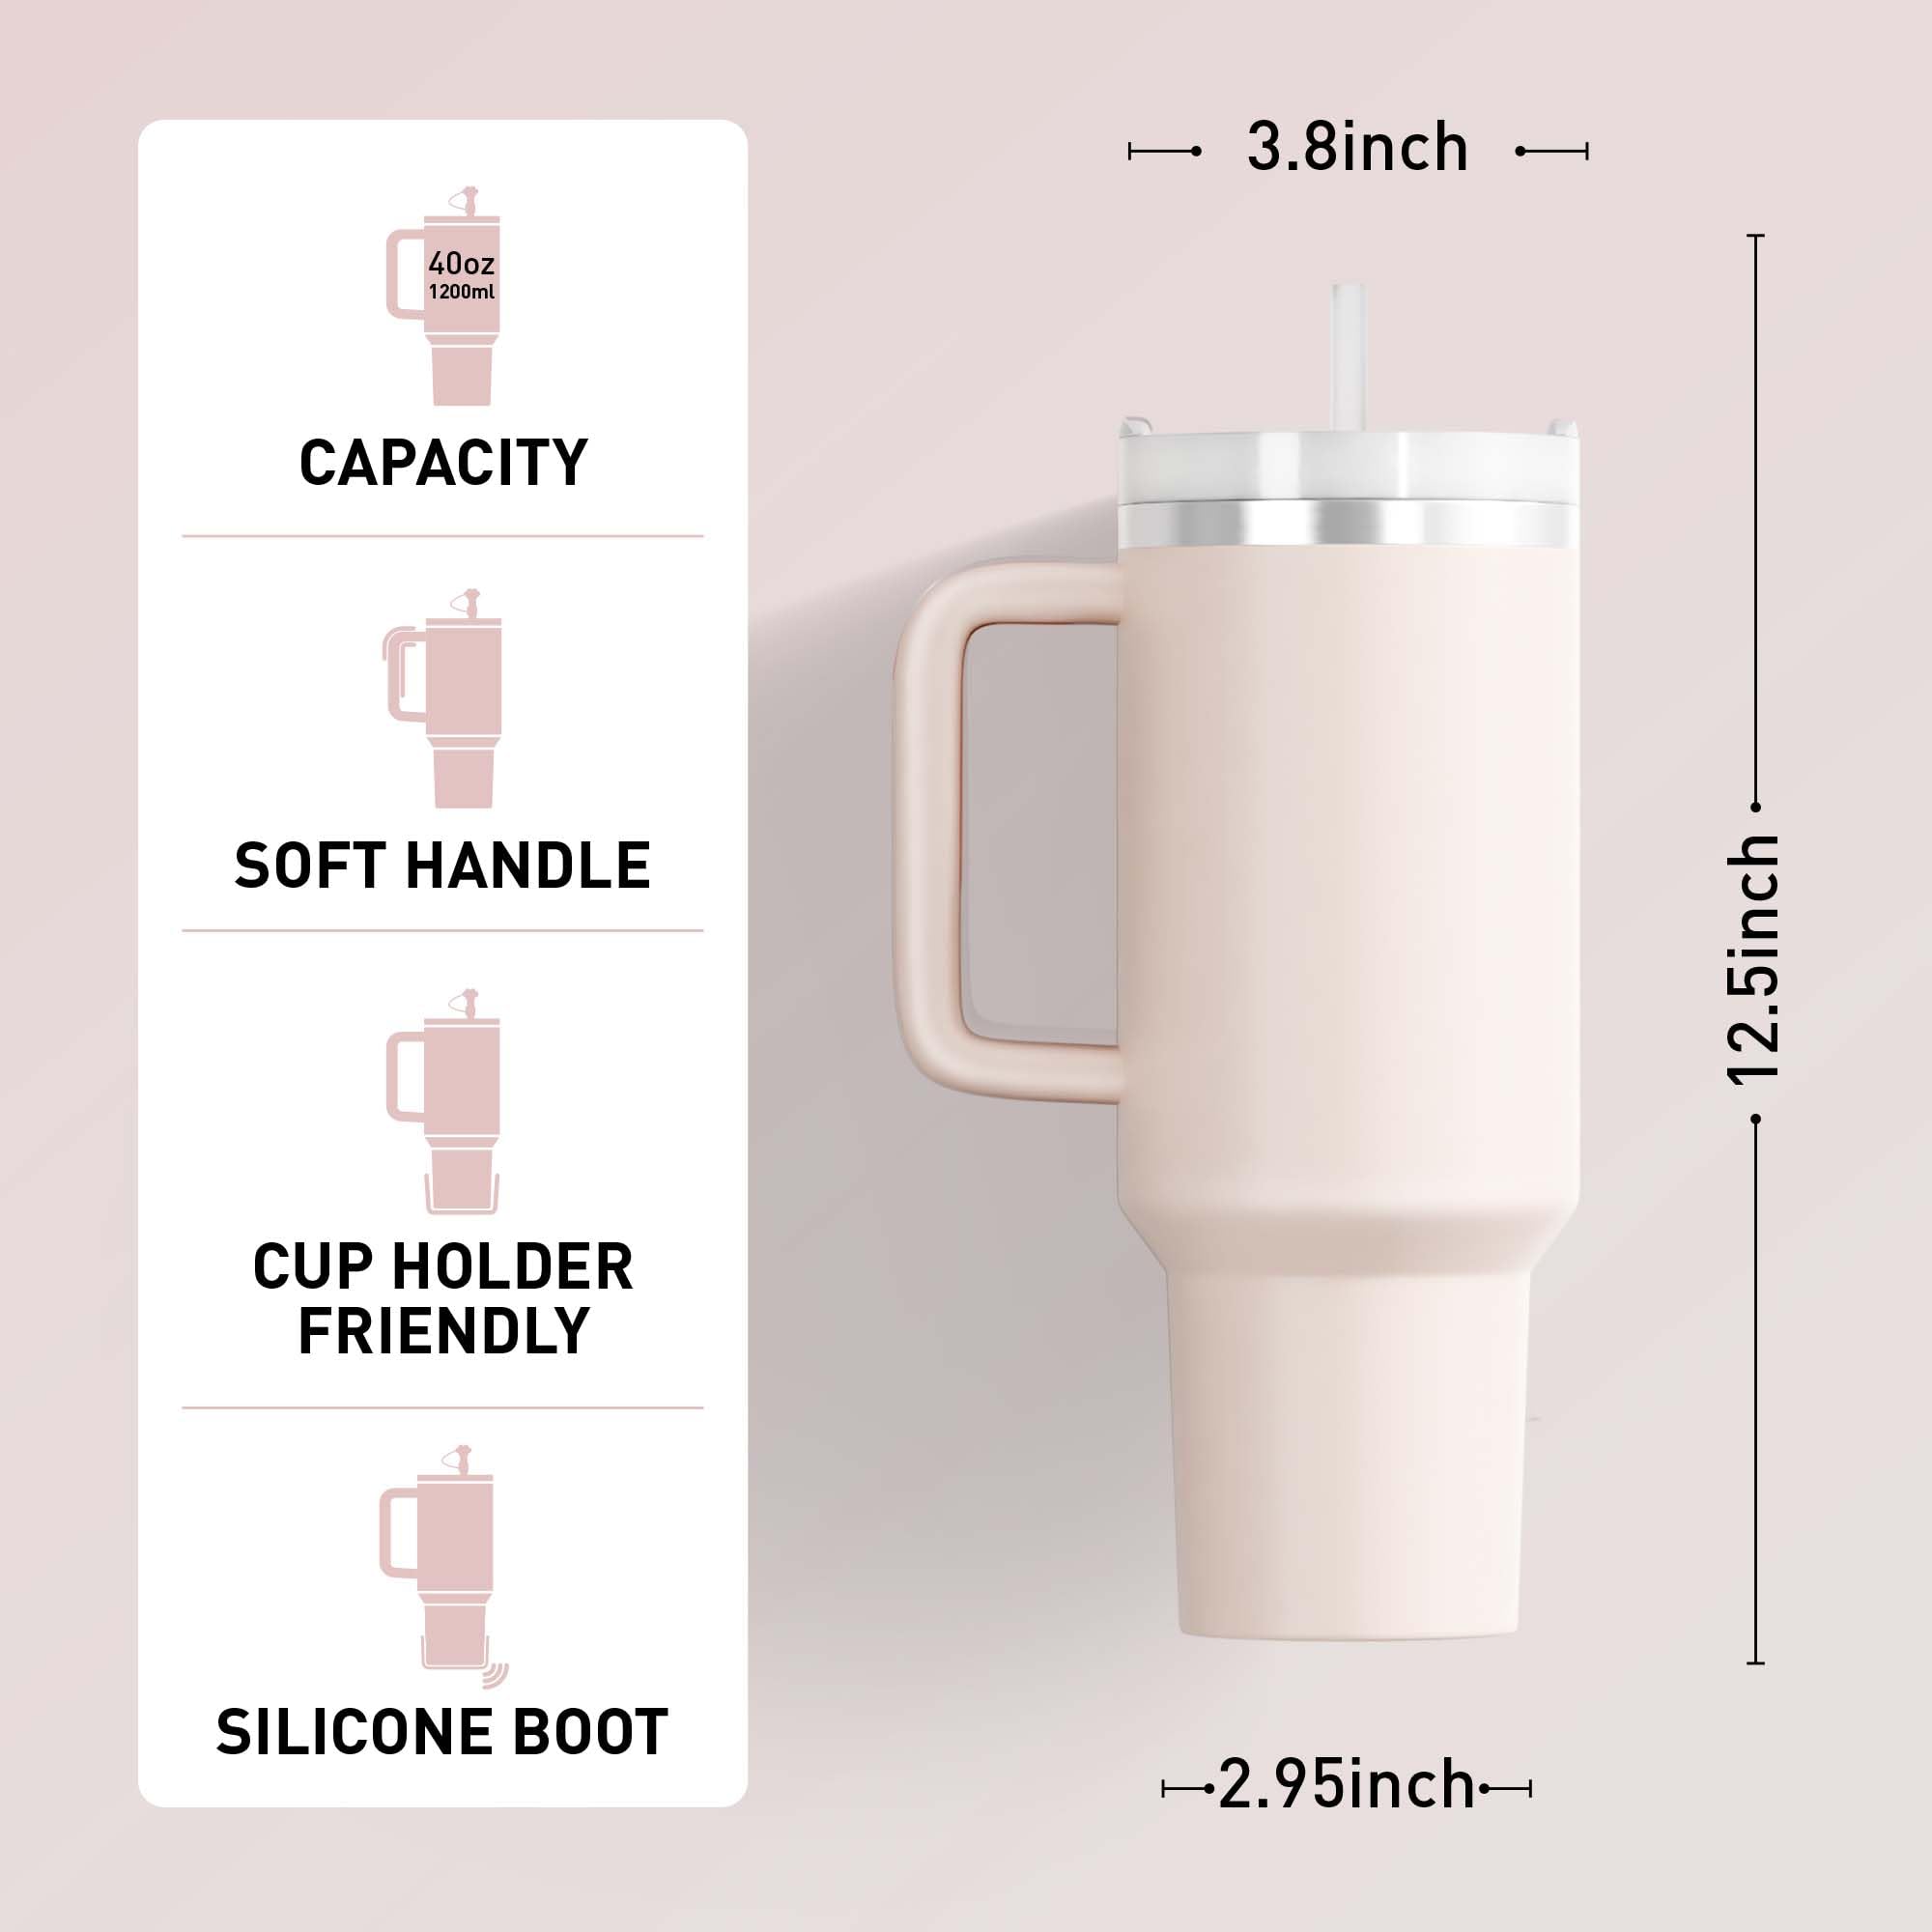 40oz
1200ml
CAPACITY
SOFT HANDLE
CUP HOLDER
FRIENDLY
SILICONE BOOT
3.8inch
12.5inch
2.95inch